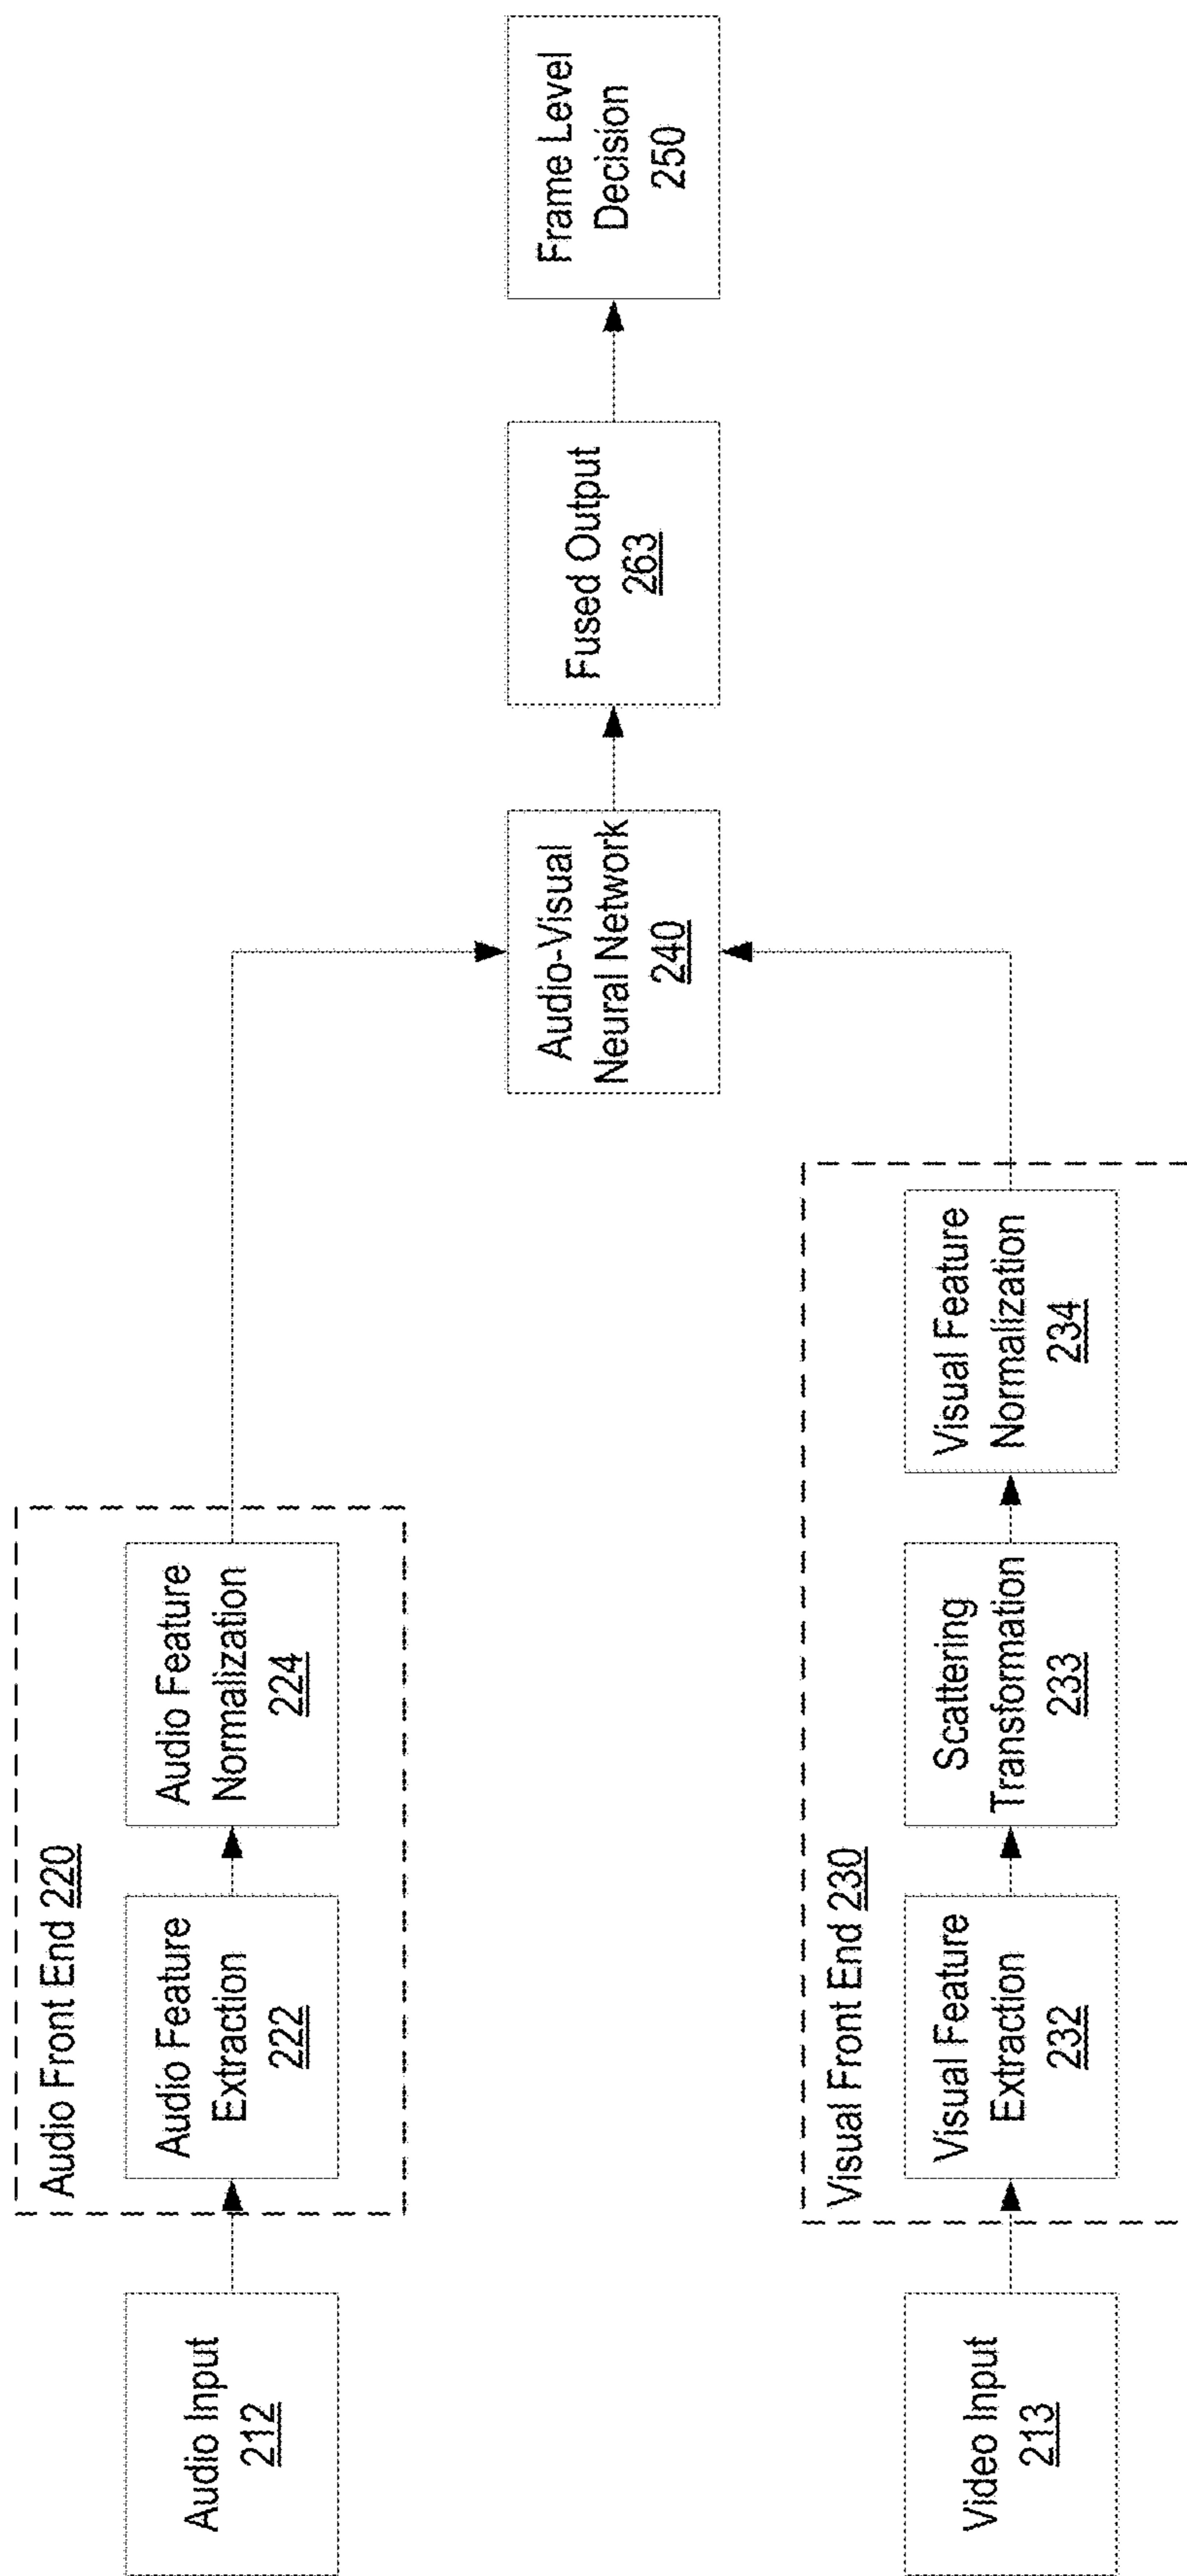 Audio Input
212
Audio Front End 220
Audio Feature
Extraction
222
Audio Feature
Normalization
224
Video Input
213
Visual Front End 230
Visual Feature
Extraction
232
Scattering
Transformation
233
Visual Feature
Normalization
234
Audio-Visual
Neural Network
240
Fused Output
263
Frame Level
Decision
250